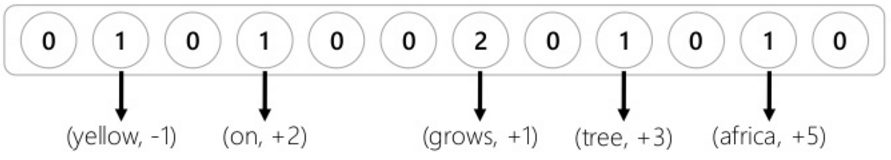 0 1 0 1 0 0 2 0 1 0 1 0
(yellow, -1) (on, +2) (grows, +1) (tree, +3) (africa, +5)